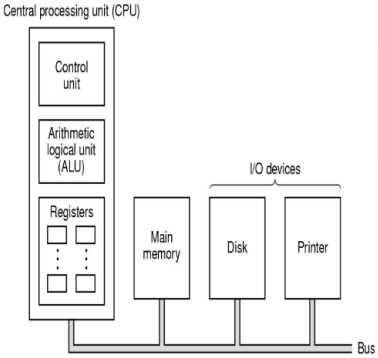 Central processing unit (CPU)
Control
unit
Arithmetic
logical unit
(ALU)
Registers
I/O devices
Main
memory
Disk
Printer
Bus